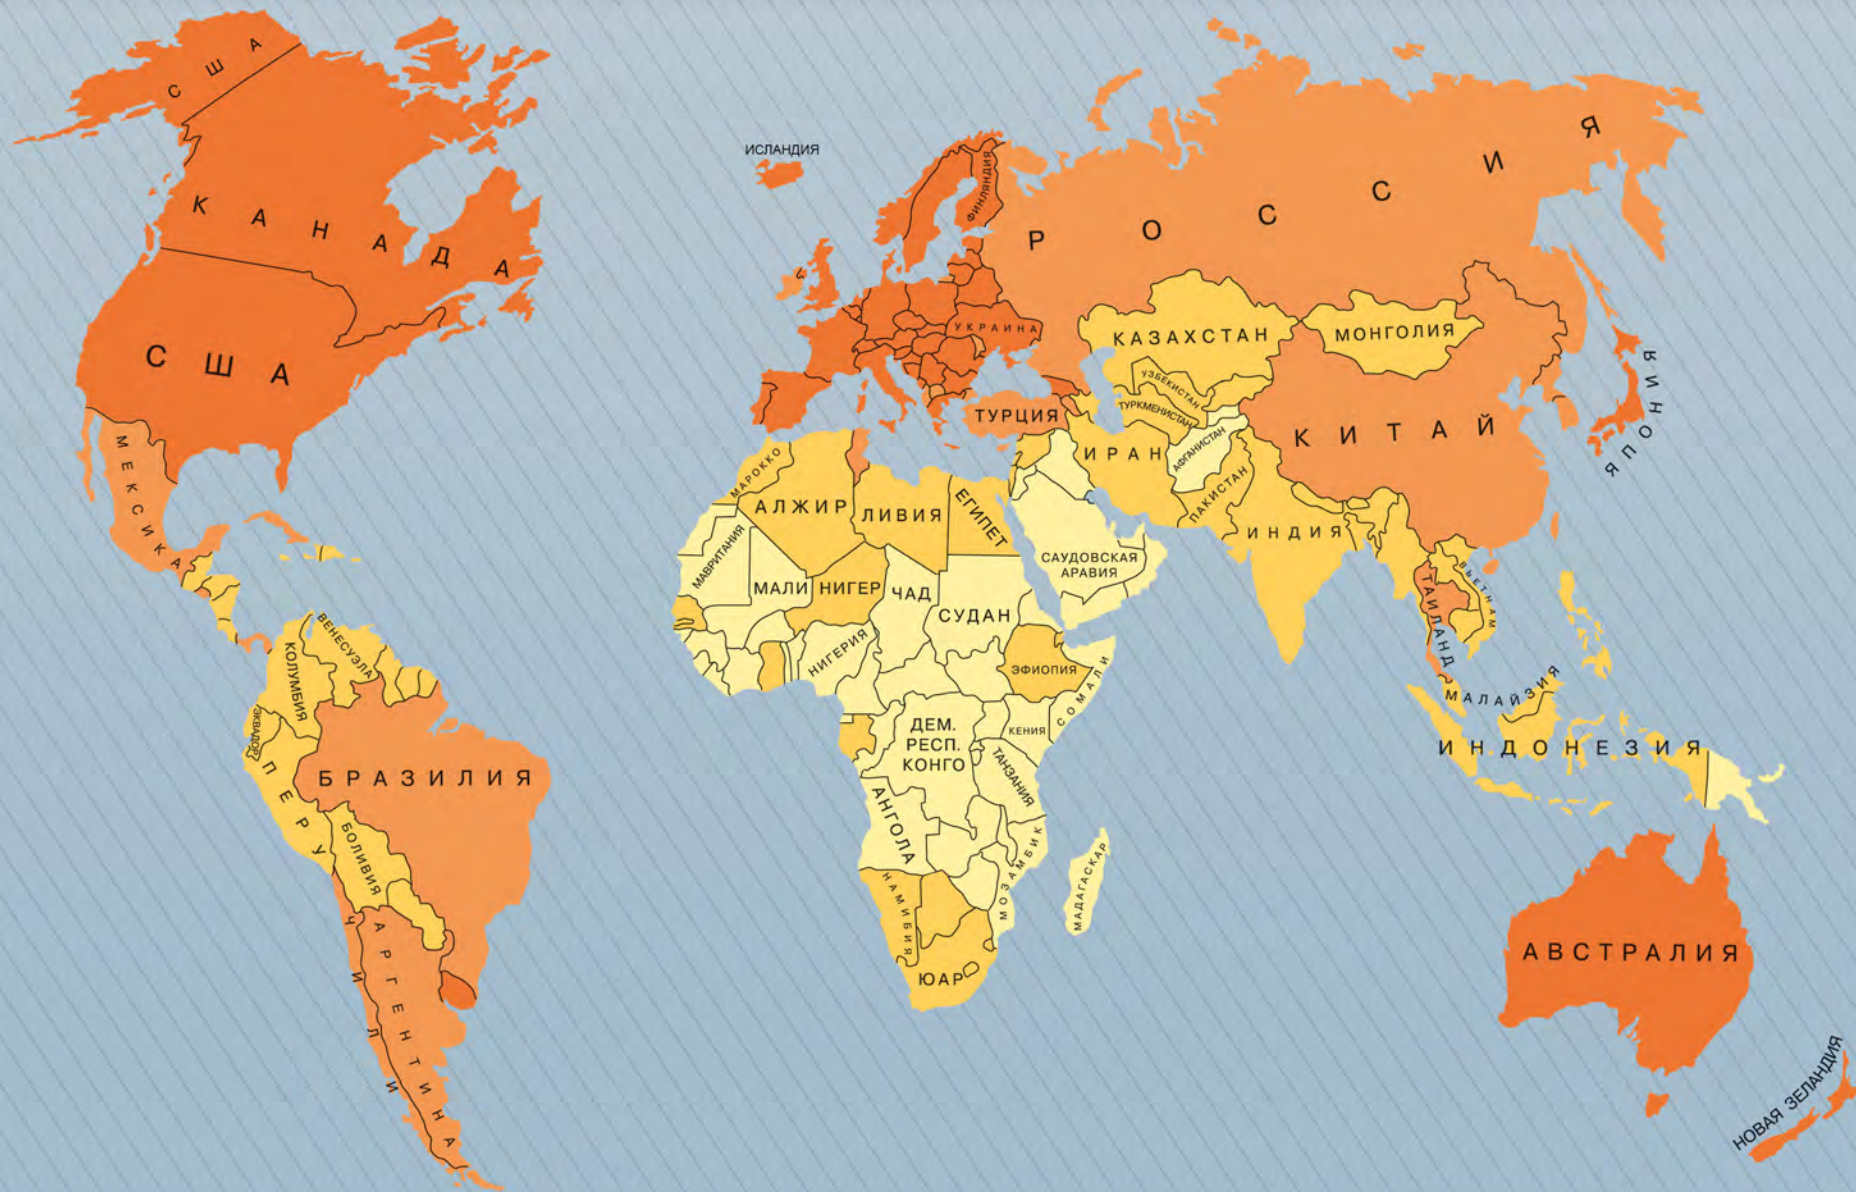 США
КАНАДА
США
МЕКСИКА
ВЕНЕСУЭЛА
КОЛУМБИЯ
ЭКВАДОР
ПЕРУ
БРАЗИЛИЯ
БОЛИВИЯ
ЧИЛИ
АРГЕНТИНА
ИСЛАНДИЯ
ФИНЛЯНДИЯ
УКРАИНА
РОССИЯ
КАЗАХСТАН
МОНГОЛИЯ
УЗБЕКИСТАН
ТУРКМЕНИСТАН
ТУРЦИЯ
ИРАН
АФГАНИСТАН
ПАКИСТАН
КИТАЙ
ЯПОНИЯ
ИНДИЯ
ВЬЕТНАМ
ТАИЛАНД
МАЛАЙЗИЯ
ИНДОНЕЗИЯ
САУДОВСКАЯ
АРАВИЯ
МАРОККО
АЛЖИР
ЛИВИЯ
ЕГИПЕТ
МАВРИТАНИЯ
МАЛИ
НИГЕР
ЧАД
СУДАН
НИГЕРИЯ
ЭФИОПИЯ
СОМАЛИ
КЕНИЯ
ДЕМ.
РЕСП.
КОНГО
ТАНЗАНИЯ
АНГОЛА
МОЗАМБИК
МАДАГАСКАР
НАМИБИЯ
ЮАР
АВСТРАЛИЯ
НОВАЯ ЗЕЛАНДИЯ